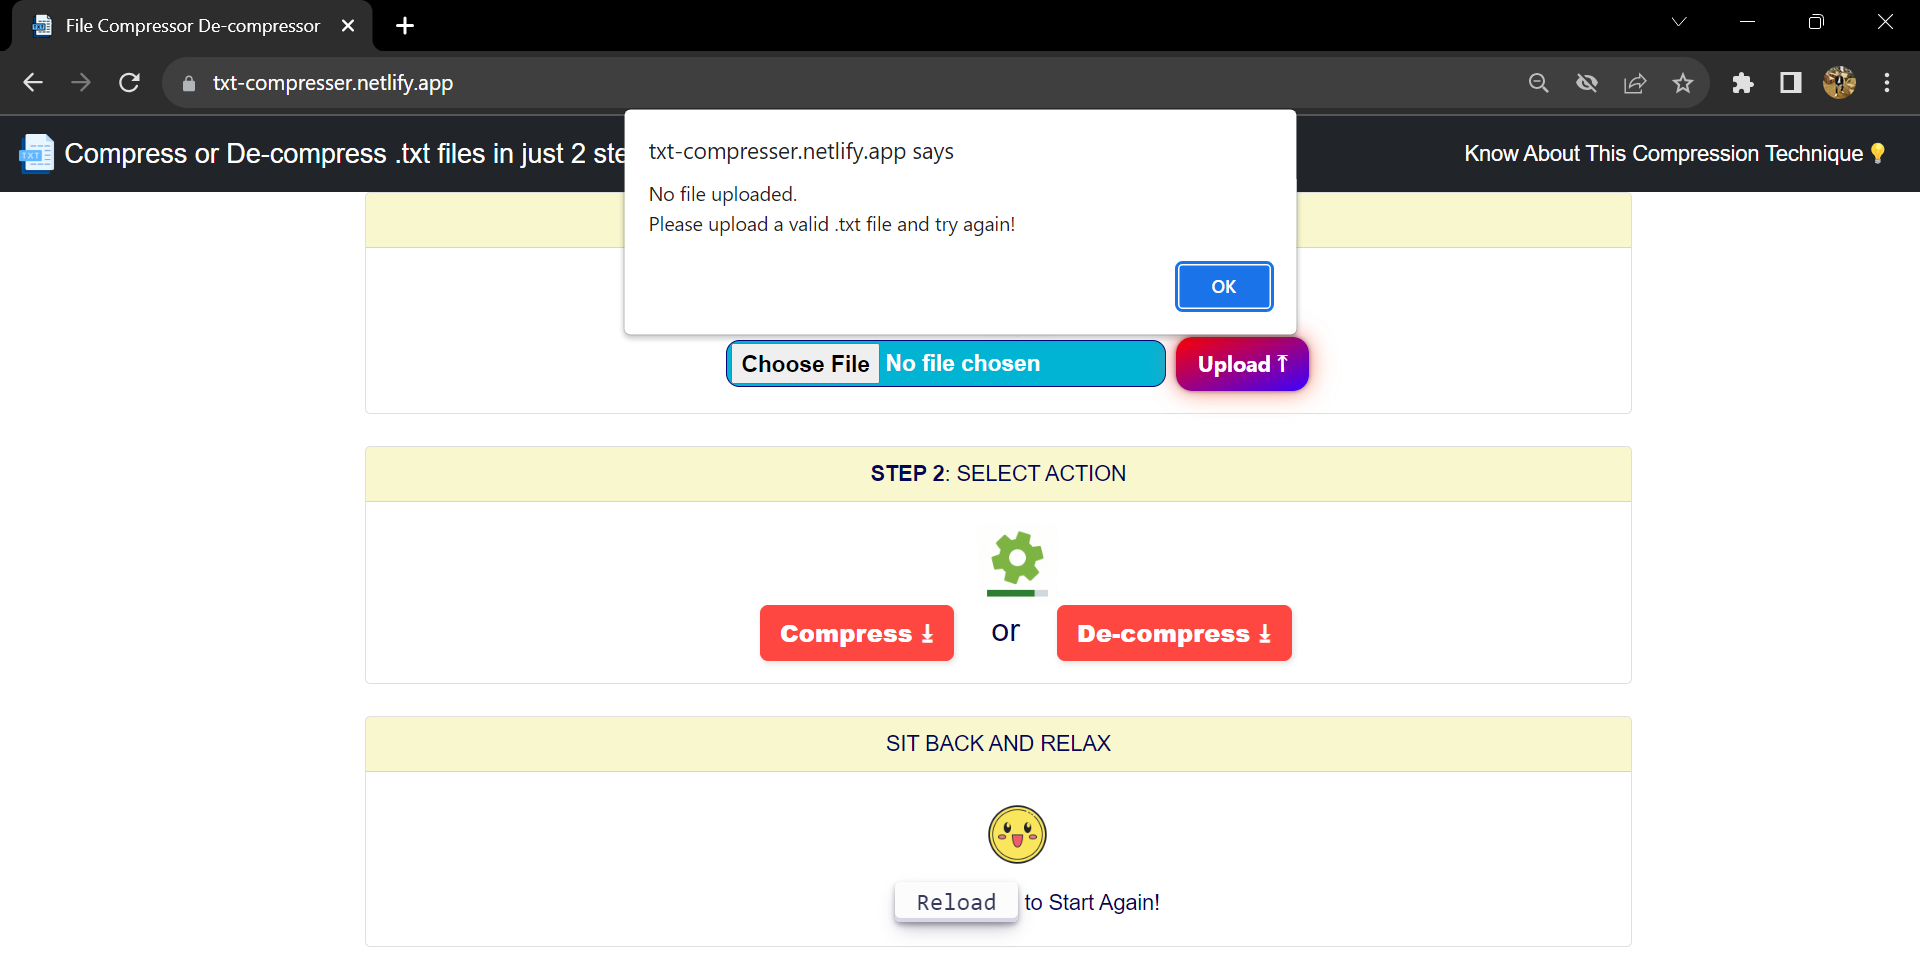 File Compressor De-compressor
txt-compresser.netlify.app
TXT Compress or De-compress .txt files in just 2 ste
Know About This Compression Technique
txt-compresser.netlify.app says
No file uploaded.
Please upload a valid .txt file and try again!
OK
Choose File No file chosen
Upload
STEP 2: SELECT ACTION
Compress or De-compress
SIT BACK AND RELAX
Reload to Start Again!